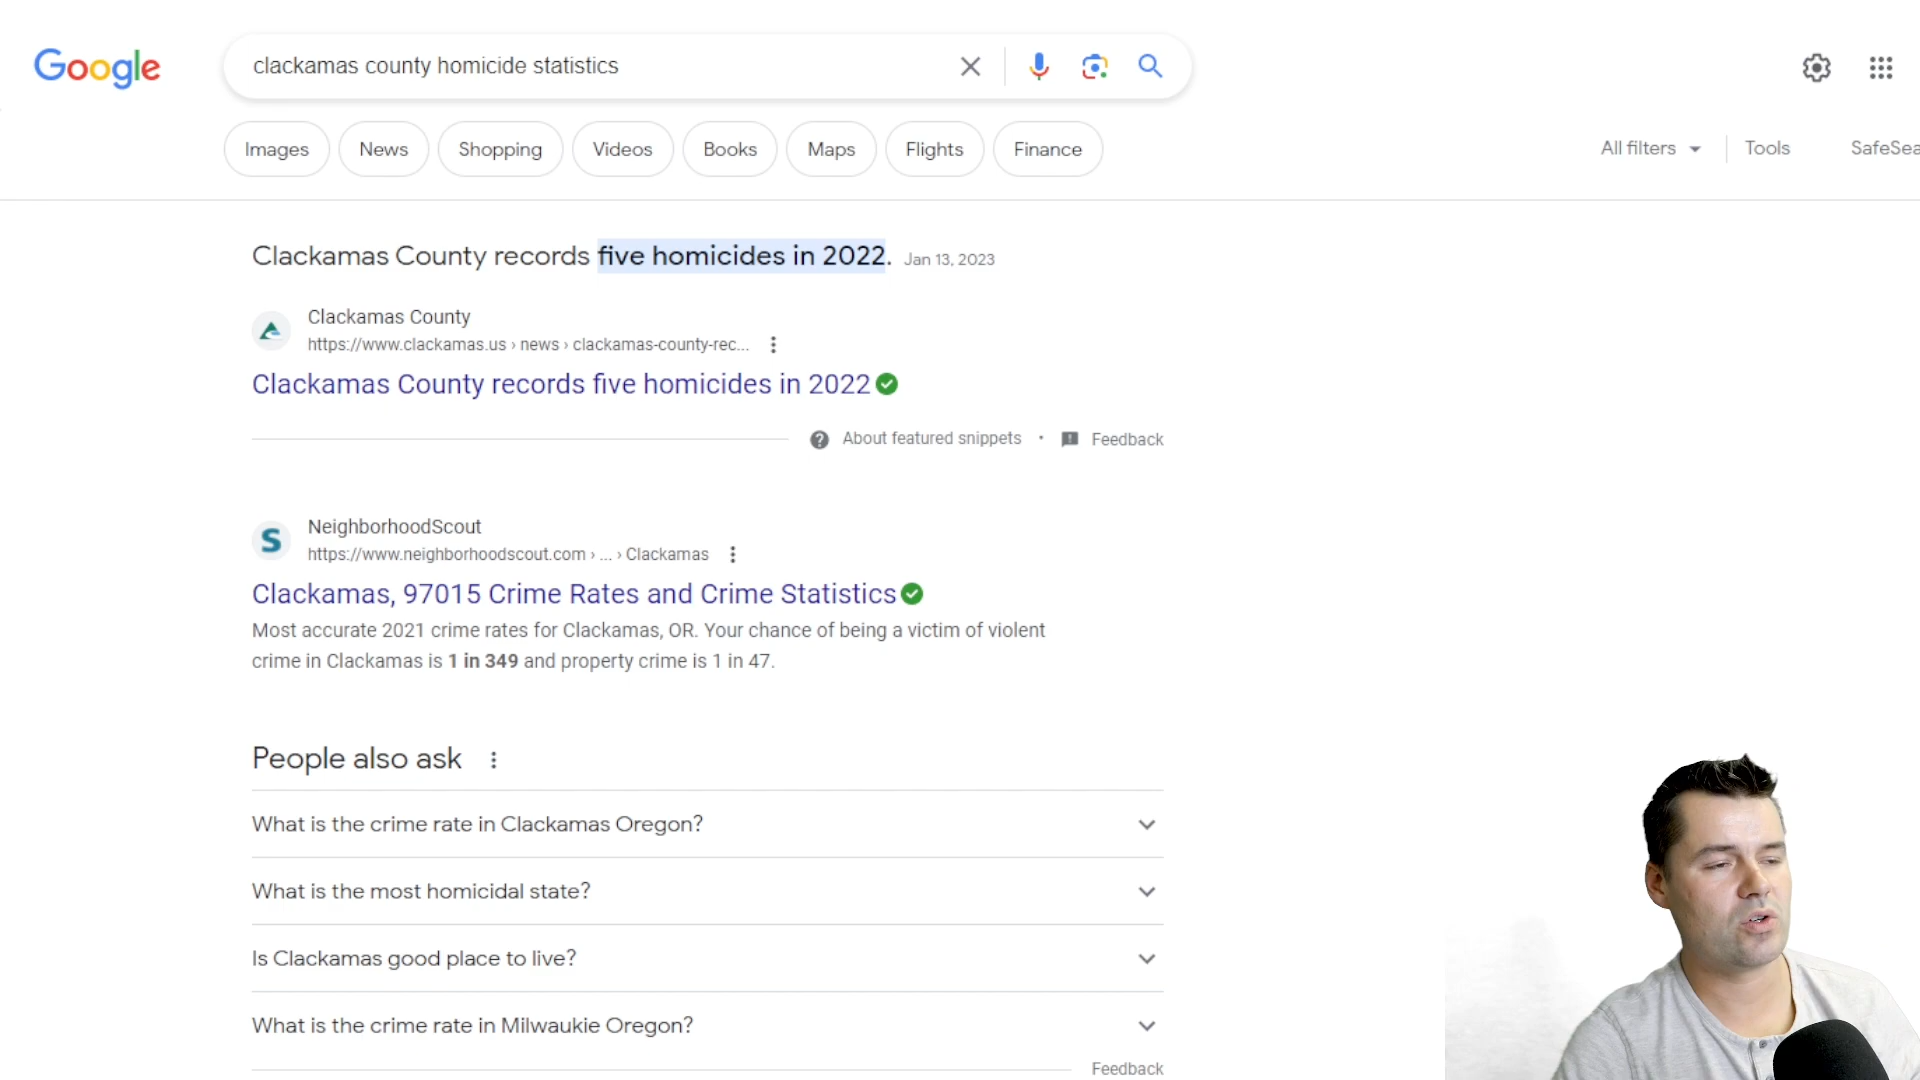 Google
clackamas county homicide statistics
Images News Shopping Videos Books Maps Flights Finance
All filters Tools SafeSea
Clackamas County records five homicides in 2022. Jan 13, 2023
Clackamas County
https://www.clackamas.us › news › clackamas-county-rec...
Clackamas County records five homicides in 2022
About featured snippets • Feedback
S
NeighborhoodScout
https://www.neighborhoodscout.com › ... › Clackamas
Clackamas, 97015 Crime Rates and Crime Statistics
Most accurate 2021 crime rates for Clackamas, OR. Your chance of being a victim of violent
crime in Clackamas is 1 in 349 and property crime is 1 in 47.
People also ask
What is the crime rate in Clackamas Oregon?
What is the most homicidal state?
Is Clackamas good place to live?
What is the crime rate in Milwaukie Oregon?
Feedback